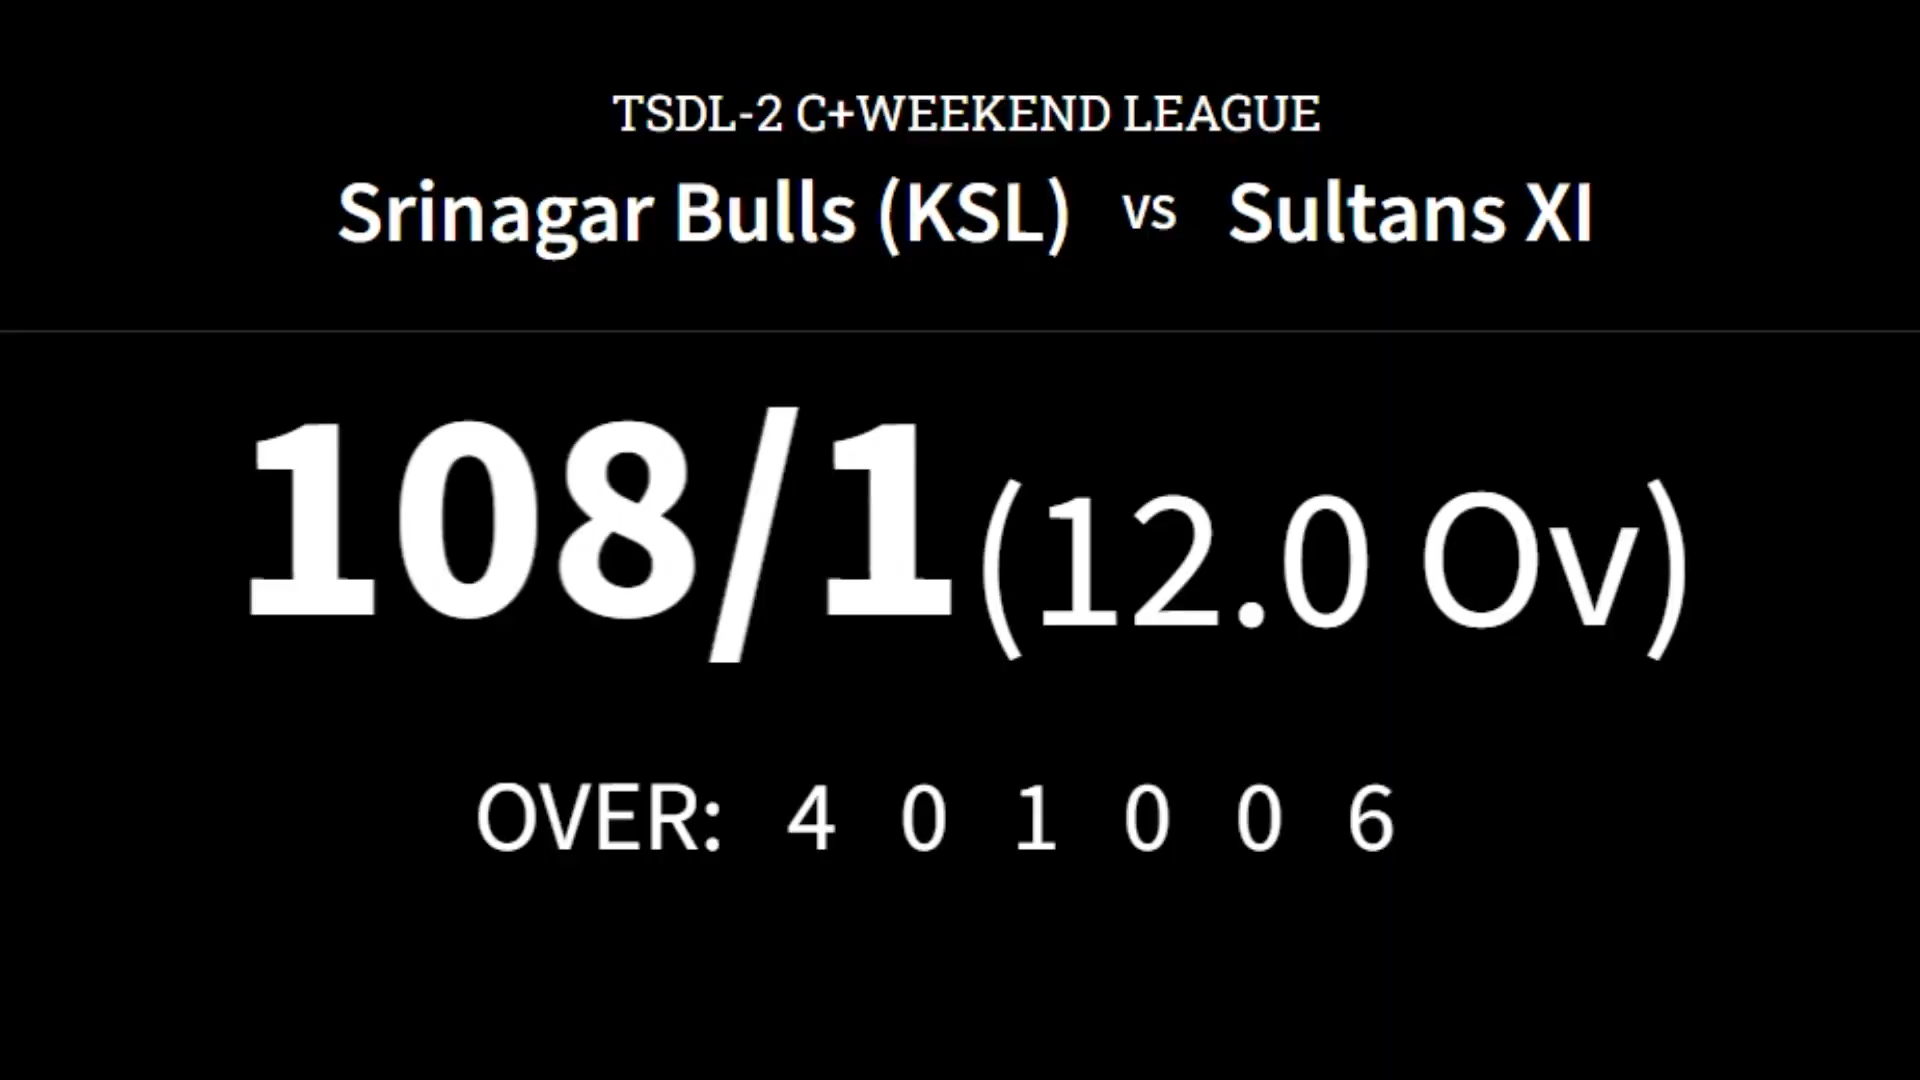 TSDL-2 C+WEEKEND LEAGUE
Srinagar Bulls (KSL) vs Sultans XI
108/1 (12.0 Ov)
OVER: 4 0 1 0 0 6